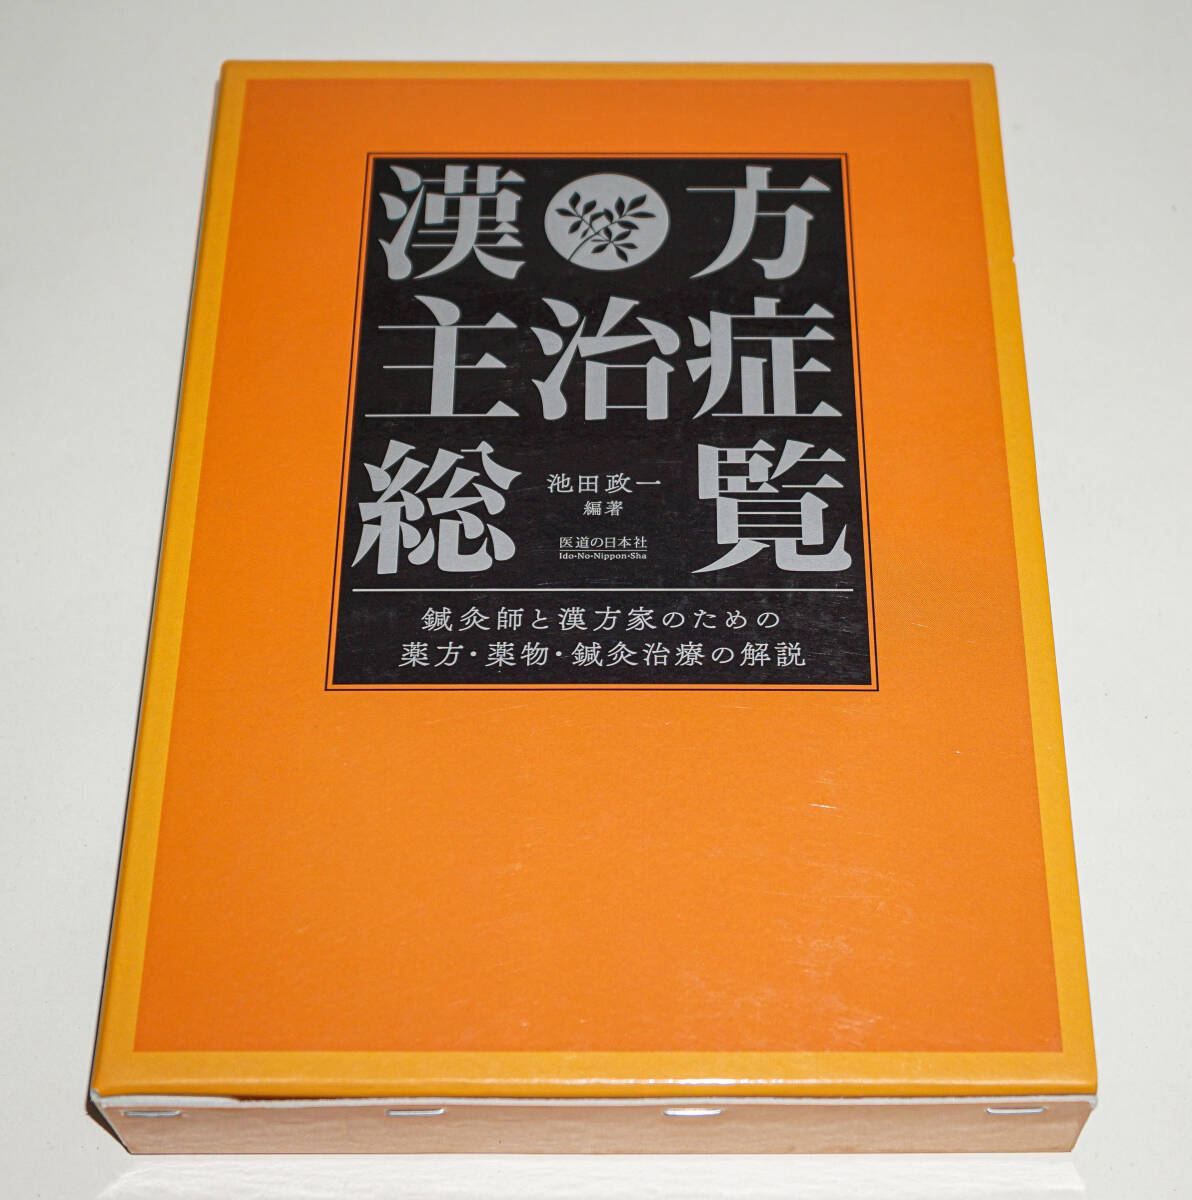 漢方
主治症
総覧
池田政一
編著
医道の日本社
Ido·No·Nippon·Sha
鍼灸師と漢方家のための
薬方・薬物・鍼灸治療の解説